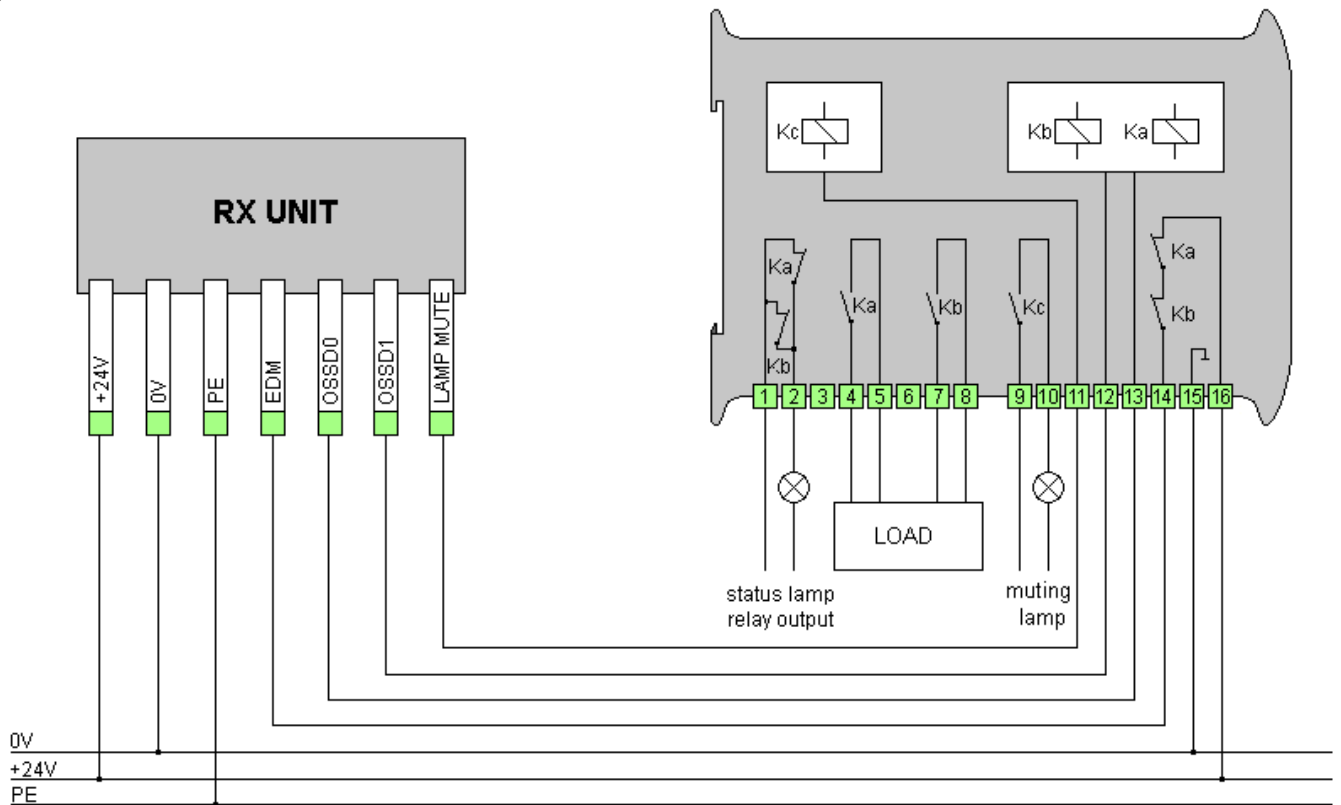 Kc
Kb
Ka
RX UNIT
Ka
Kb
Ka
Kb
Kc
Ka
Kb
+24V
0V
PE
EDM
OSSD0
OSSD1
LAMP MUTE
1 2 3 4 5 6 7 8 9 10 11 12 13 14 15 16
LOAD
status lamp
relay output
muting
lamp
0V
+24V
PE